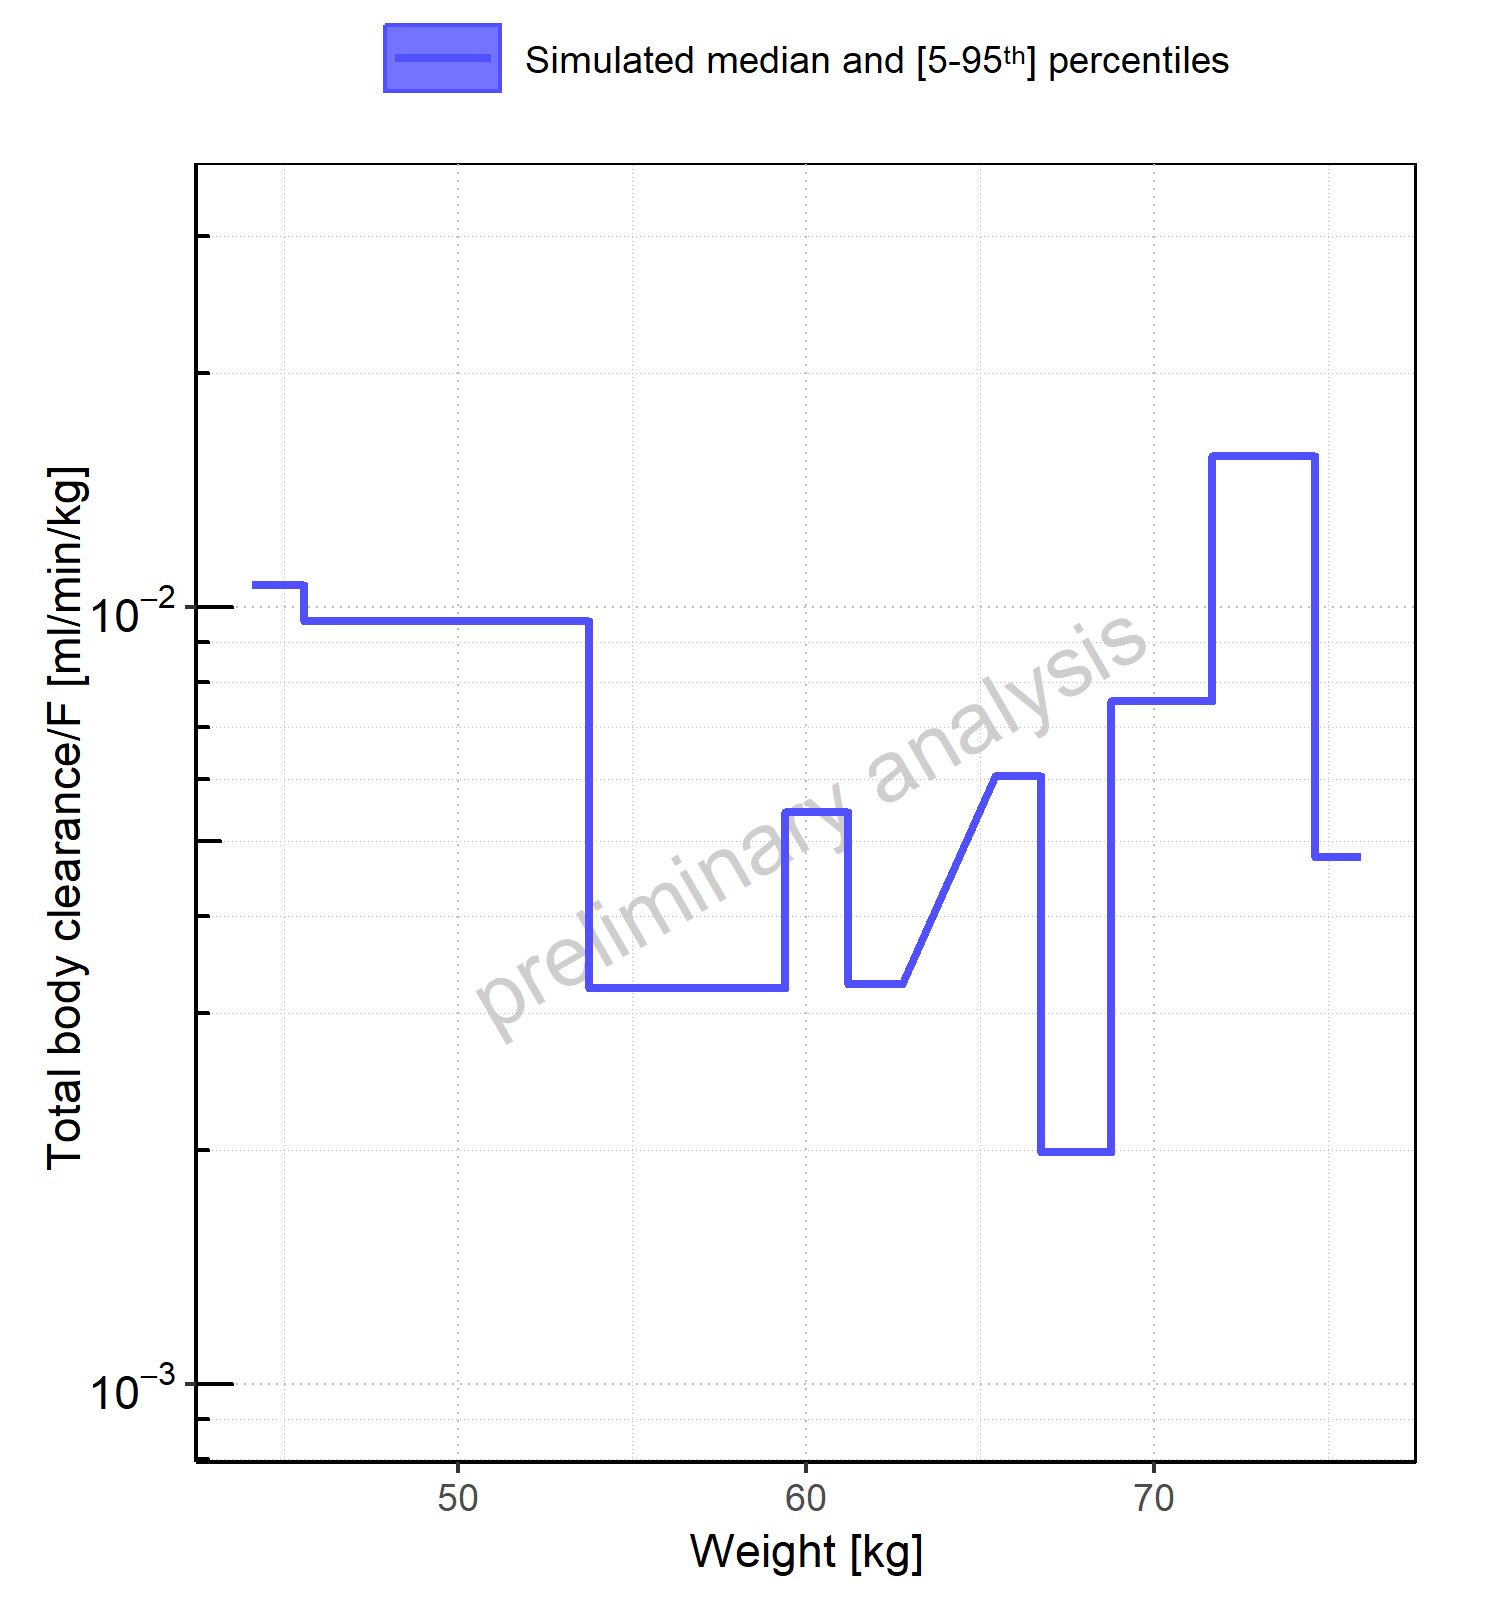 Simulated median and [5-95ᵗʰ] percentiles
Total body clearance/F [ml/min/kg]
10⁻²
10⁻³
preliminary analysis
50 60 70
Weight [kg]